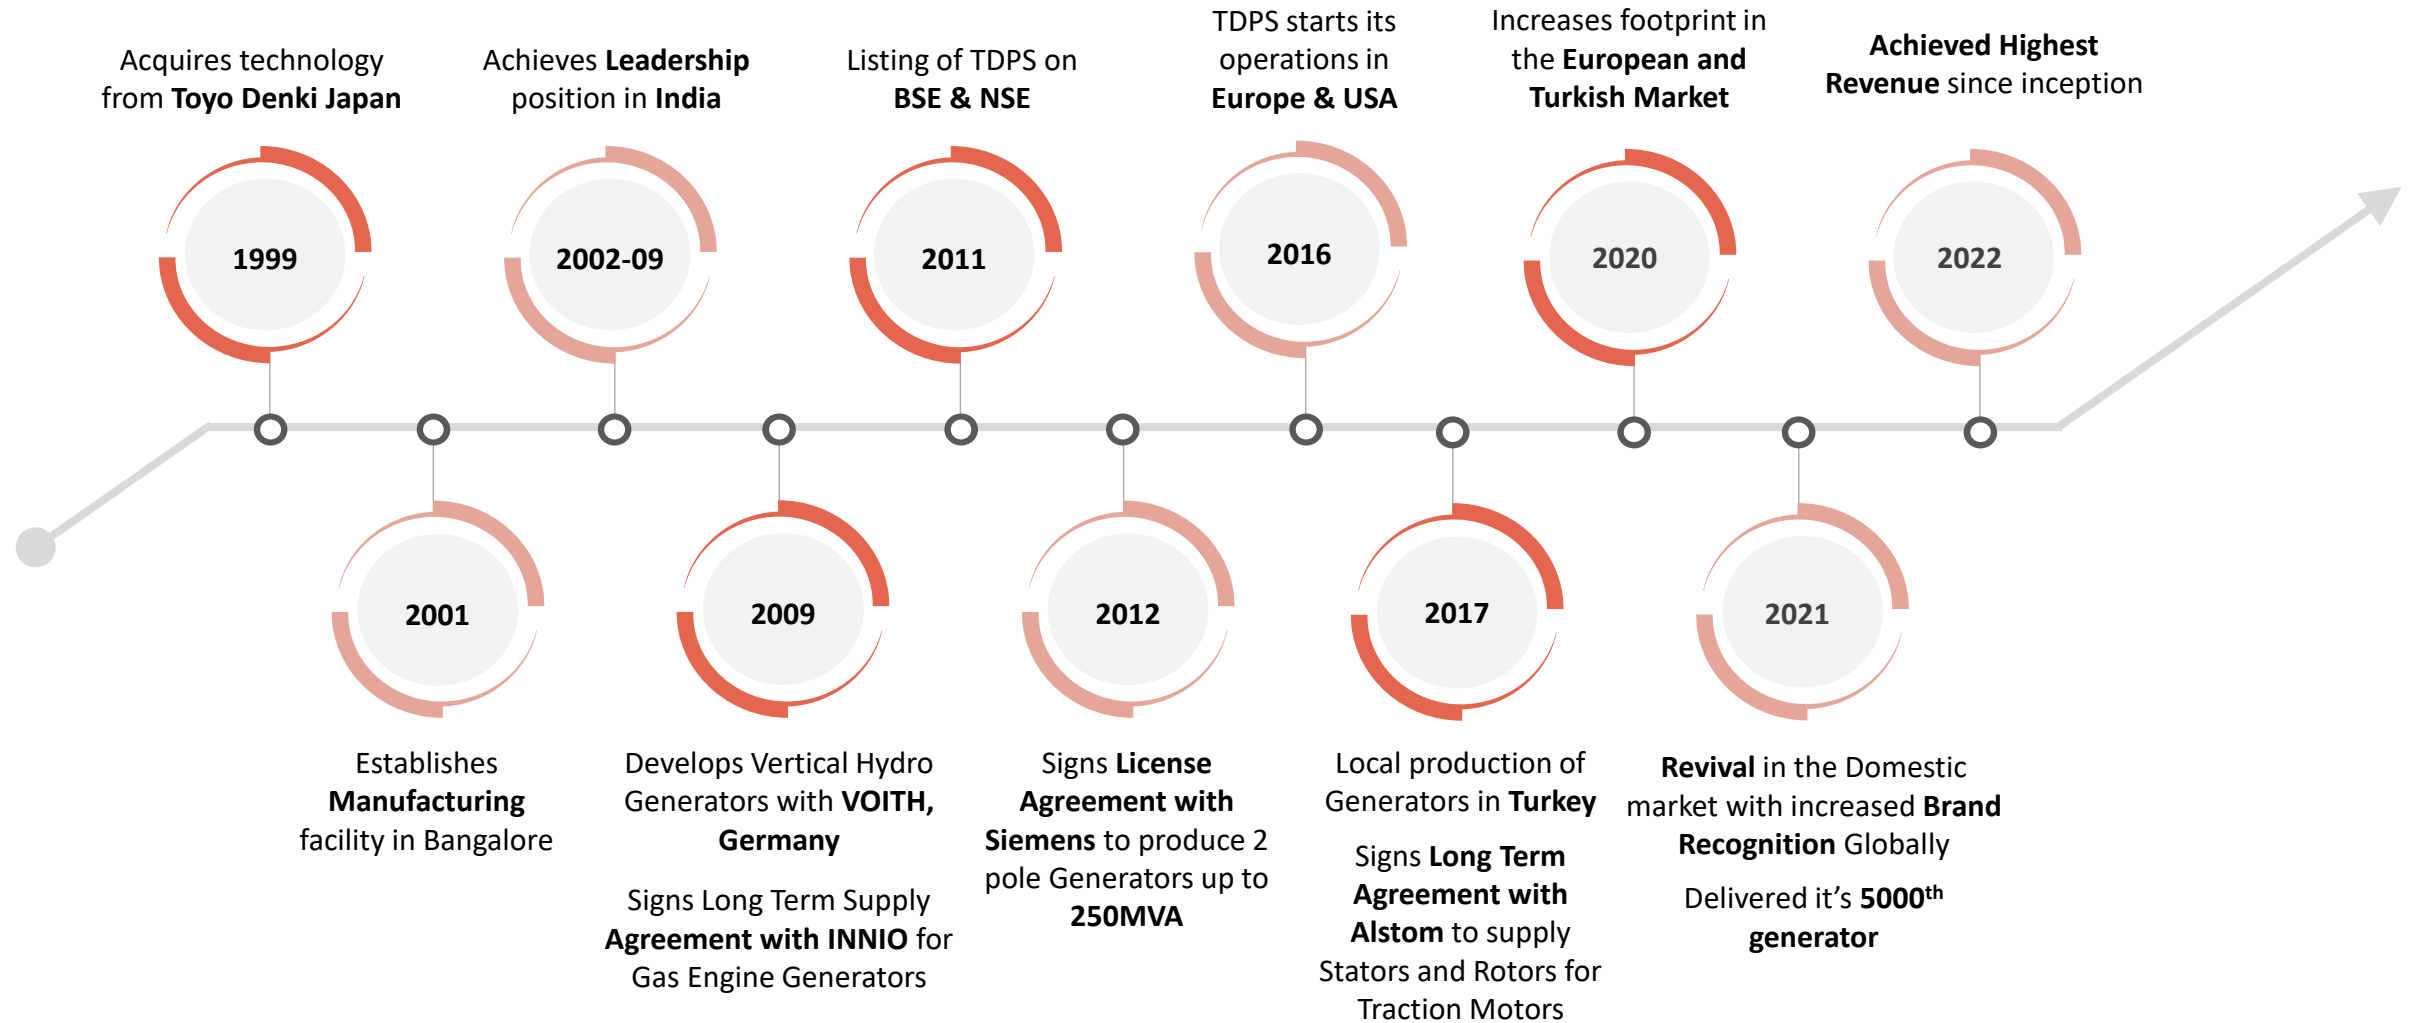 Acquires technology
from Toyo Denki Japan
1999
Establishes
Manufacturing
facility in Bangalore
2001
Achieves Leadership
position in India
2002-09
Develops Vertical Hydro
Generators with VOITH,
Germany
Signs Long Term Supply
Agreement with INNIO for
Gas Engine Generators
2009
Listing of TDPS on
BSE & NSE
2011
Signs License
Agreement with
Siemens to produce 2
pole Generators up to
250MVA
2012
TDPS starts its
operations in
Europe & USA
2016
Local production of
Generators in Turkey
Signs Long Term
Agreement with
Alstom to supply
Stators and Rotors for
Traction Motors
2017
Increases footprint in
the European and
Turkish Market
2020
Revival in the Domestic
market with increased Brand
Recognition Globally
Delivered it’s 5000th
generator
2021
Achieved Highest
Revenue since inception
2022